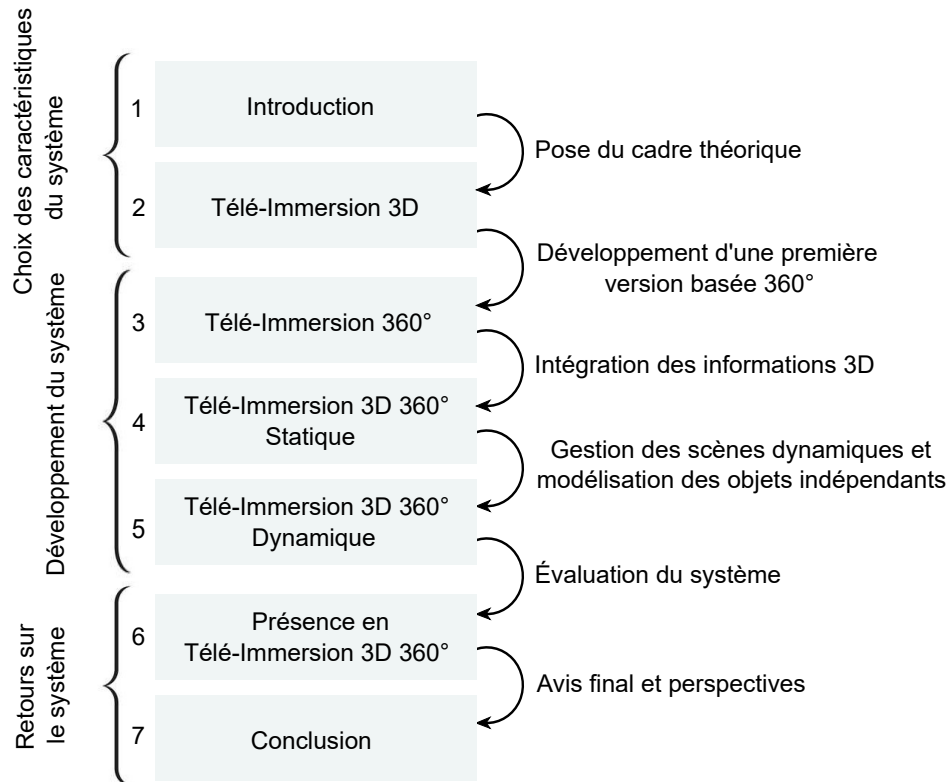 Choix des caractéristiques
du système
1
Introduction
Pose du cadre théorique
2
Télé-Immersion 3D
Développement d'une première
version basée 360°
Développement du système
3
Télé-Immersion 360°
Intégration des informations 3D
4
Télé-Immersion 3D 360°
Statique
Gestion des scènes dynamiques et
modélisation des objets indépendants
5
Télé-Immersion 3D 360°
Dynamique
Évaluation du système
Retours sur
le système
6
Présence en
Télé-Immersion 3D 360°
Avis final et perspectives
7
Conclusion